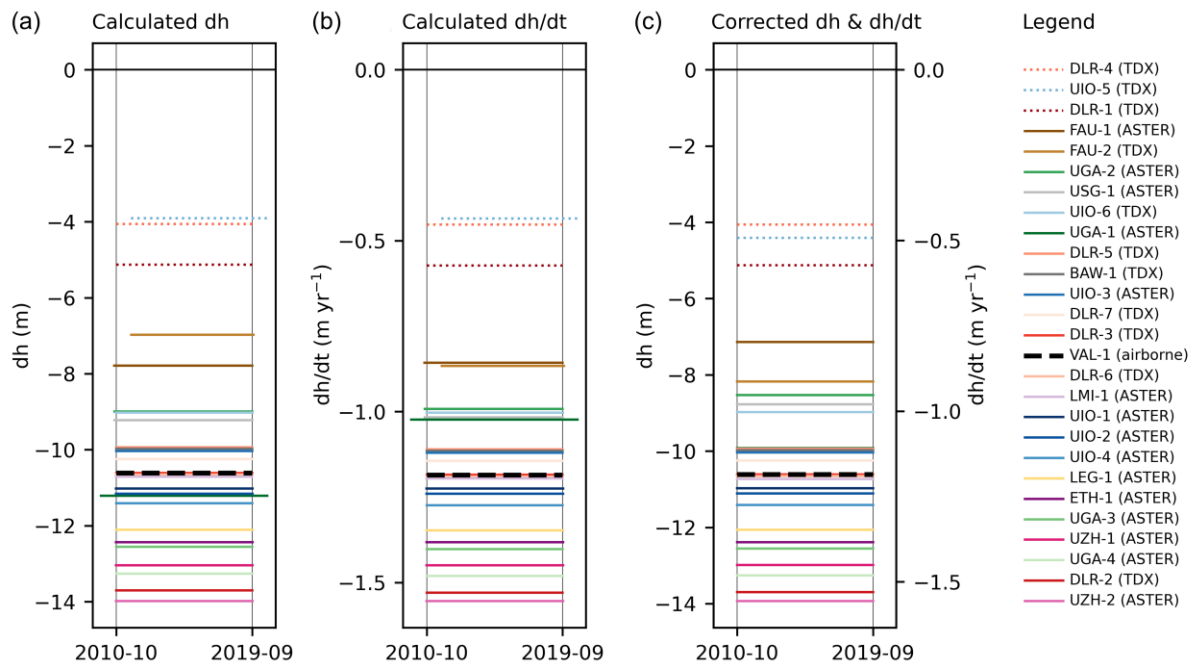 (a) Calculated dh
(b) Calculated dh/dt
(c) Corrected dh & dh/dt
Legend
0
−2
−4
−6
−8
−10
−12
−14
dh (m)
2010-10 2019-09
0.0
−0.5
−1.0
−1.5
dh/dt (m yr⁻¹)
2010-10 2019-09
0
−2
−4
−6
−8
−10
−12
−14
dh (m)
2010-10 2019-09
0.0
−0.5
−1.0
−1.5
dh/dt (m yr⁻¹)
DLR-4 (TDX)
UIO-5 (TDX)
DLR-1 (TDX)
FAU-1 (ASTER)
FAU-2 (TDX)
UGA-2 (ASTER)
USG-1 (ASTER)
UIO-6 (TDX)
UGA-1 (ASTER)
DLR-5 (TDX)
BAW-1 (TDX)
UIO-3 (ASTER)
DLR-7 (TDX)
DLR-3 (TDX)
VAL-1 (airborne)
DLR-6 (TDX)
LMI-1 (ASTER)
UIO-1 (ASTER)
UIO-2 (ASTER)
UIO-4 (ASTER)
LEG-1 (ASTER)
ETH-1 (ASTER)
UGA-3 (ASTER)
UZH-1 (ASTER)
UGA-4 (ASTER)
DLR-2 (TDX)
UZH-2 (ASTER)